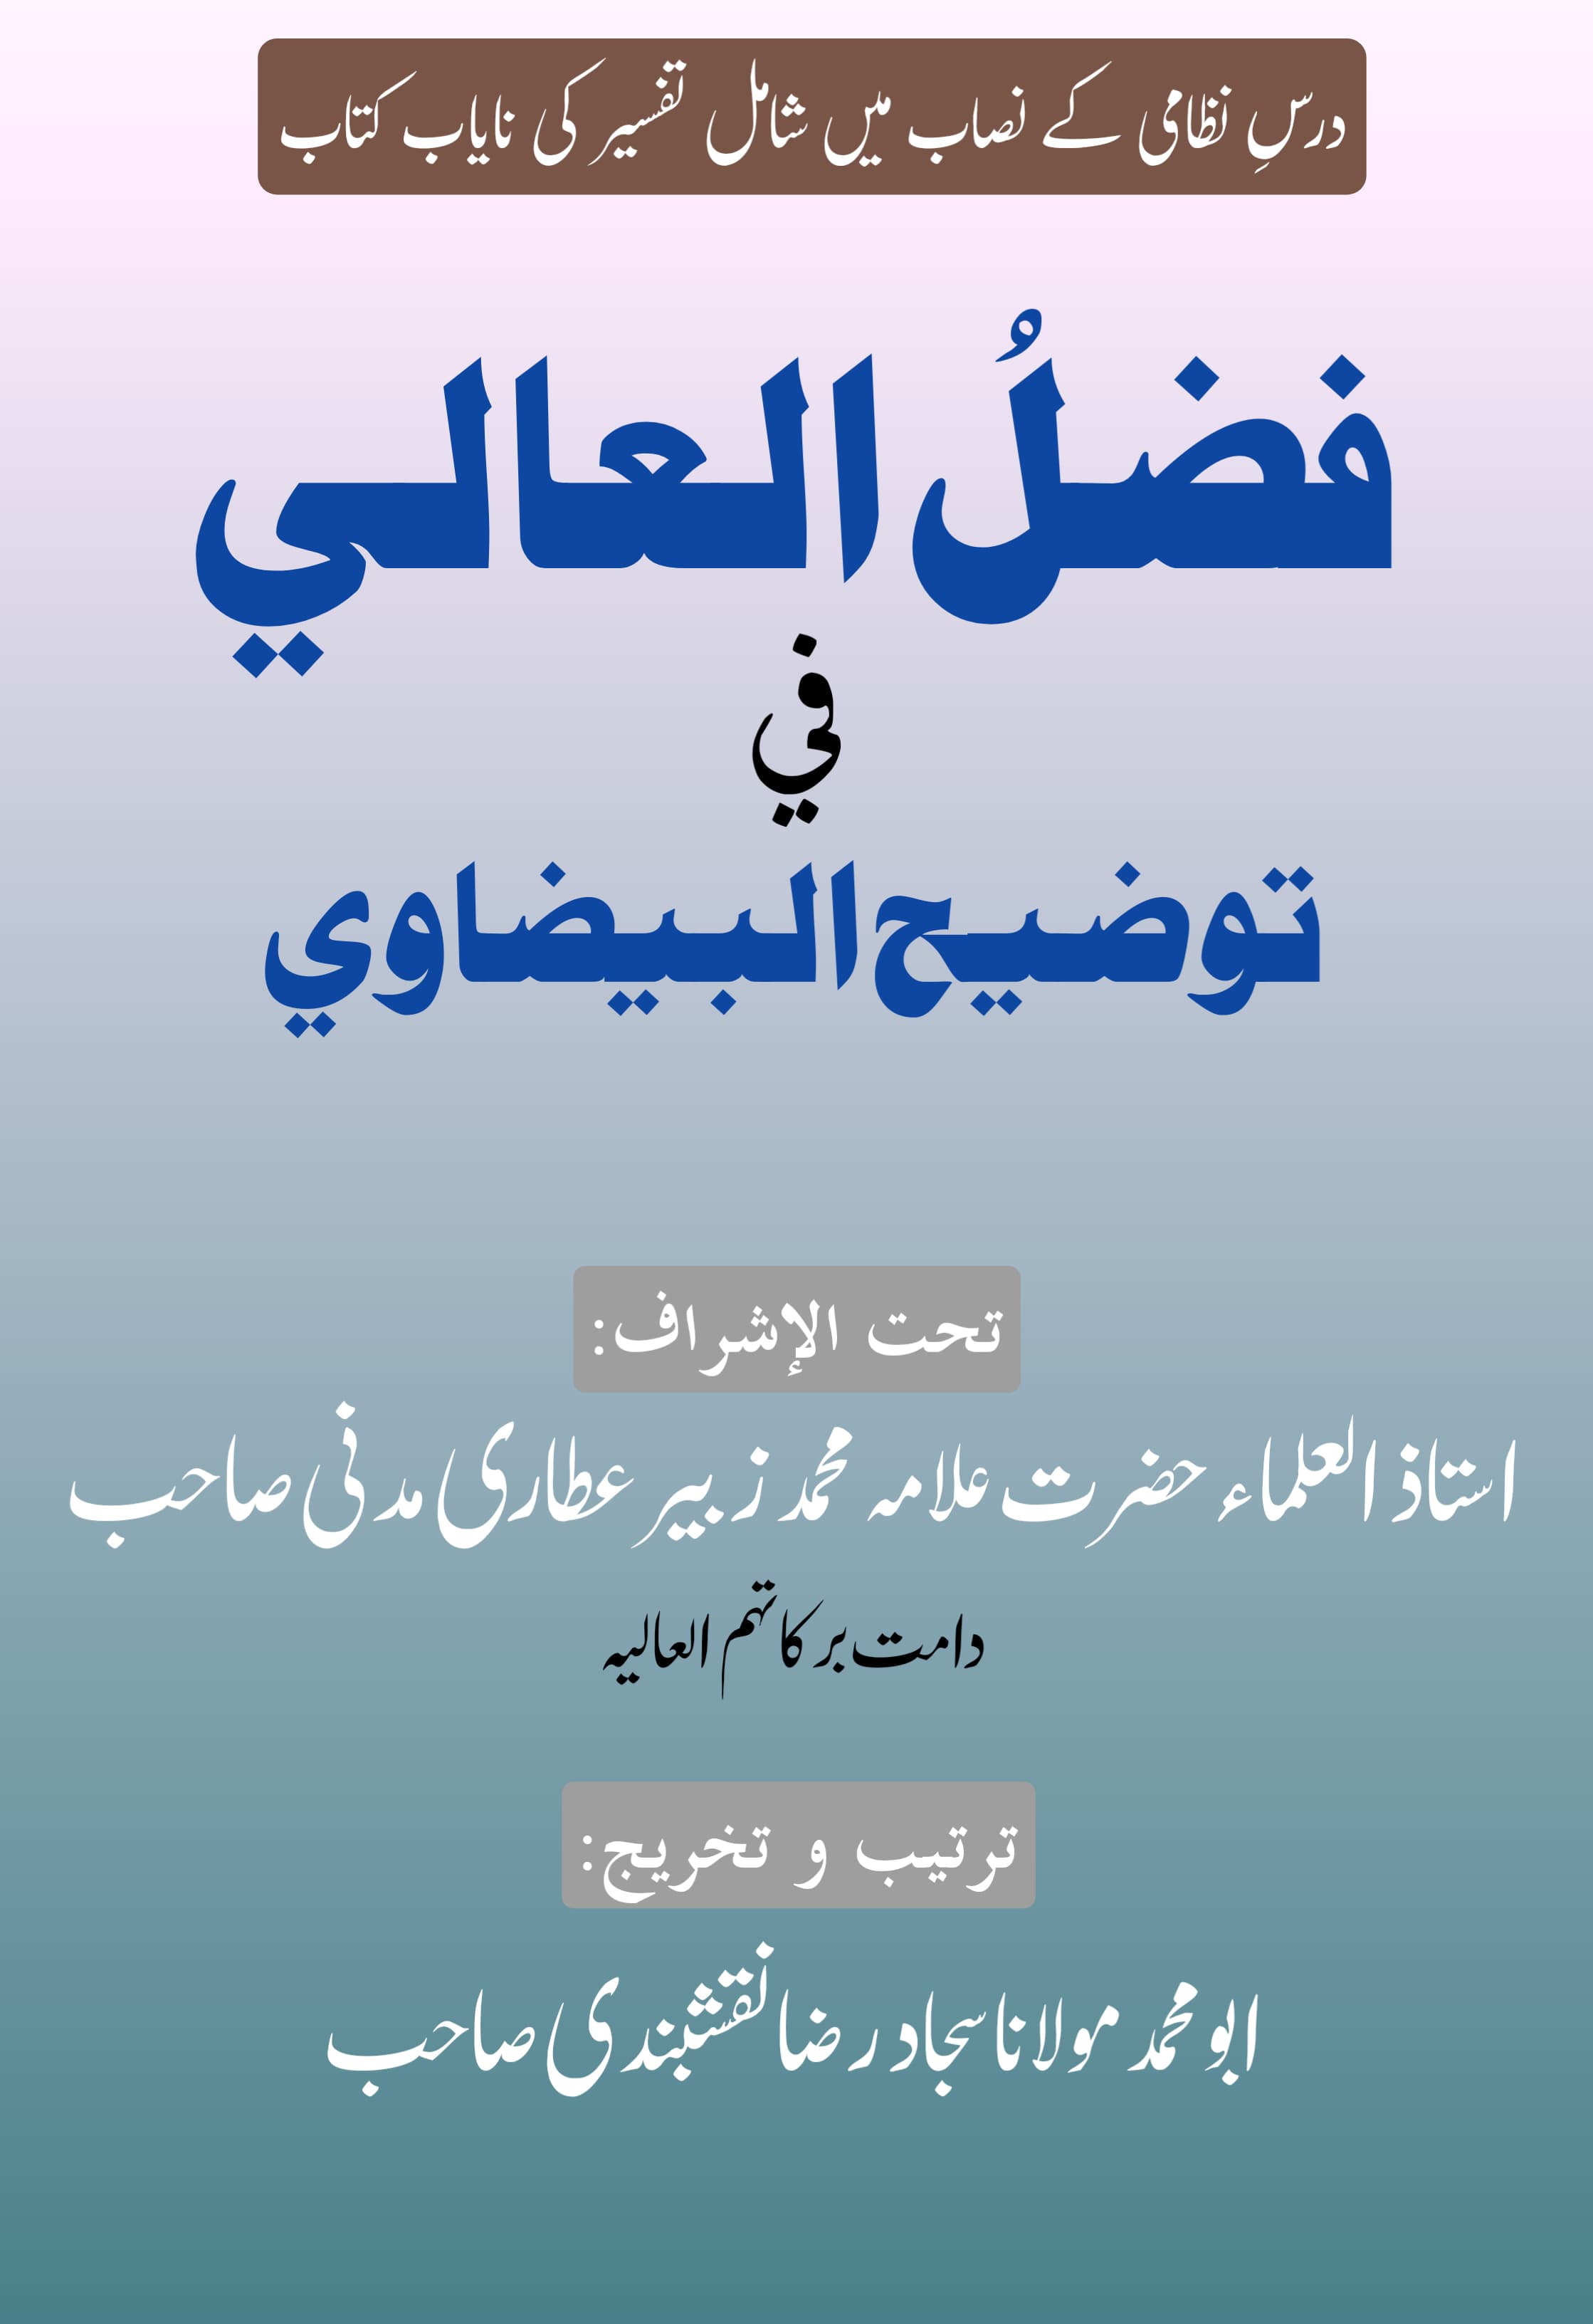 درسِ نظامی کے نصاب میں شامل تفسیر کی نایاب کتاب
فضلُ العالي
في
توضيح البيضاوي
تحت الإشراف:
استاذ العلماء حضرت علامہ محمد زبیر عطاری مدنی صاحب
دامت برکاتہم العالیہ
ترتیب و تخریج:
ابو محمد مولانا سجاد رضا نقشبندی صاحب